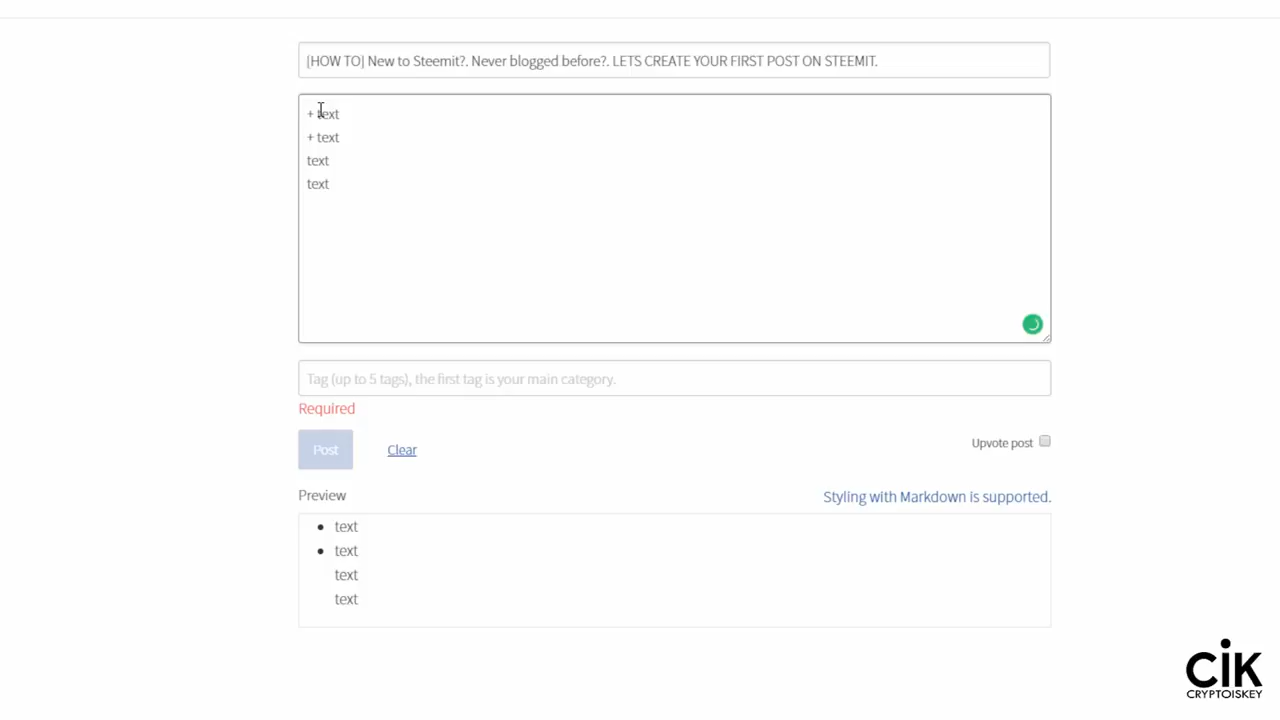 [HOW TO] New to Steemit?. Never blogged before?. LETS CREATE YOUR FIRST POST ON STEEMIT.
+ text
+ text
text
text
Tag (up to 5 tags), the first tag is your main category.
Required
Post
Clear
Upvote post
Preview
Styling with Markdown is supported.
text
text
text
text
CiK
CRYPTOISKEY